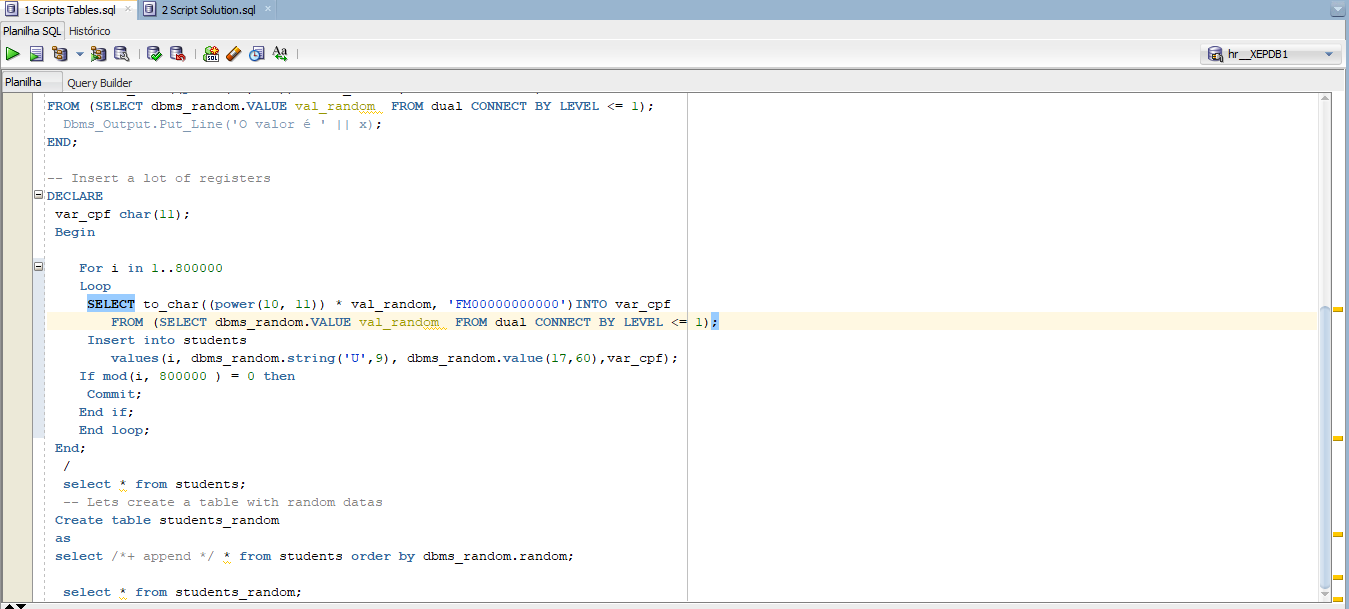 1 Scripts Tables.sql 2 Script Solution.sql
Planilha SQL Histórico
hr__XEPDB1
Planilha Query Builder
FROM (SELECT dbms_random.VALUE val_random FROM dual CONNECT BY LEVEL <= 1);
Dbms_Output.Put_Line('O valor é ' || x);
END;
-- Insert a lot of registers
DECLARE
var_cpf char(11);
Begin
For i in 1..800000
Loop
SELECT to_char((power(10, 11)) * val_random, 'FM00000000000')INTO var_cpf
FROM (SELECT dbms_random.VALUE val_random FROM dual CONNECT BY LEVEL <= 1);
Insert into students
values(i, dbms_random.string('U',9), dbms_random.value(17,60),var_cpf);
If mod(i, 800000 ) = 0 then
Commit;
End if;
End loop;
End;
/
select * from students;
-- Lets create a table with random datas
Create table students_random
as
select /*+ append */ * from students order by dbms_random.random;
select * from students_random;